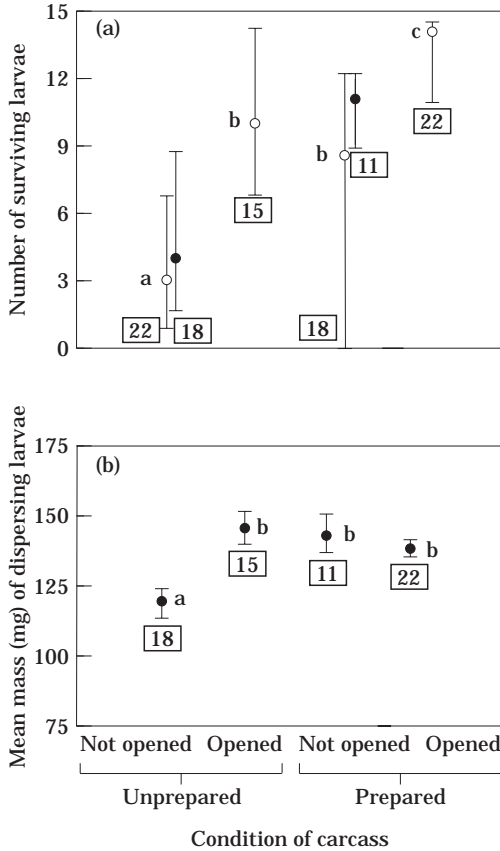 15
(a)
c
12
b
b
22
9
11
15
6
a
3
22
18
18
0
Number of surviving larvae
175
(b)
150
b
b
b
15
11
22
125
a
18
100
75
Mean mass (mg) of dispersing larvae
Not opened Opened Not opened Opened
Unprepared Prepared
Condition of carcass